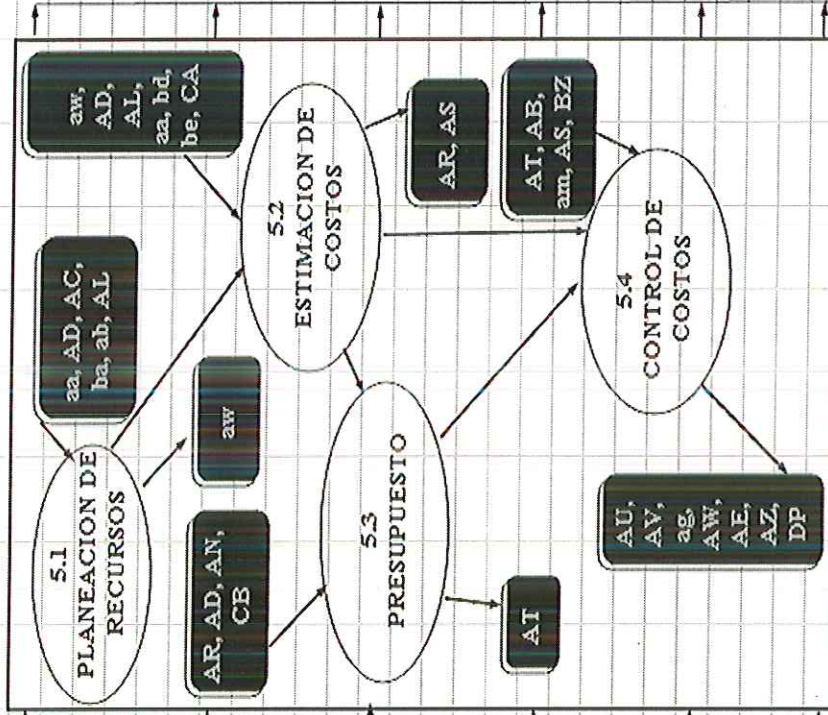 5.1
PLANEACION DE
RECURSOS
aa, AD, AC,
ba, ab, AL
aw,
AD,
AL,
aa, bd,
be, CA
aw
5.2
ESTIMACION DE
COSTOS
AR, AD, AN,
CB
AR, AS
5.3
PRESUPUESTO
AT, AB,
am, AS, BZ
AT
5.4
CONTROL DE
COSTOS
AU,
AV,
ag,
AW,
AE,
AZ,
DP